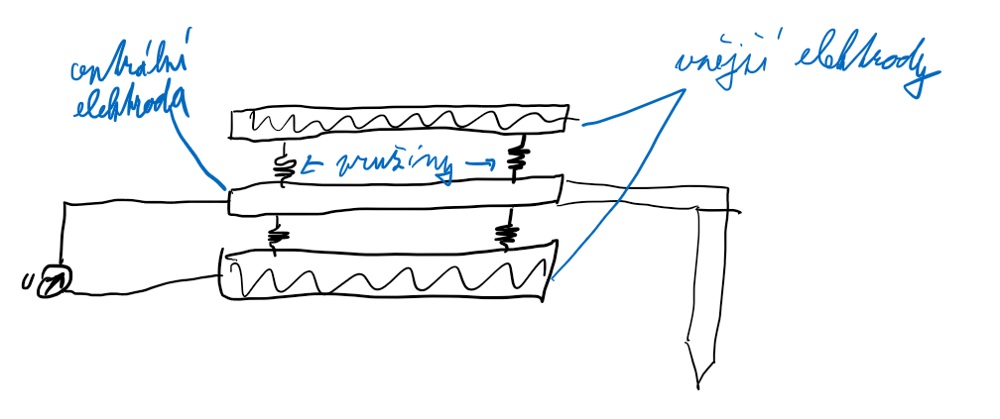 centrální
elektroda
vnější elektrody
pružiny
U